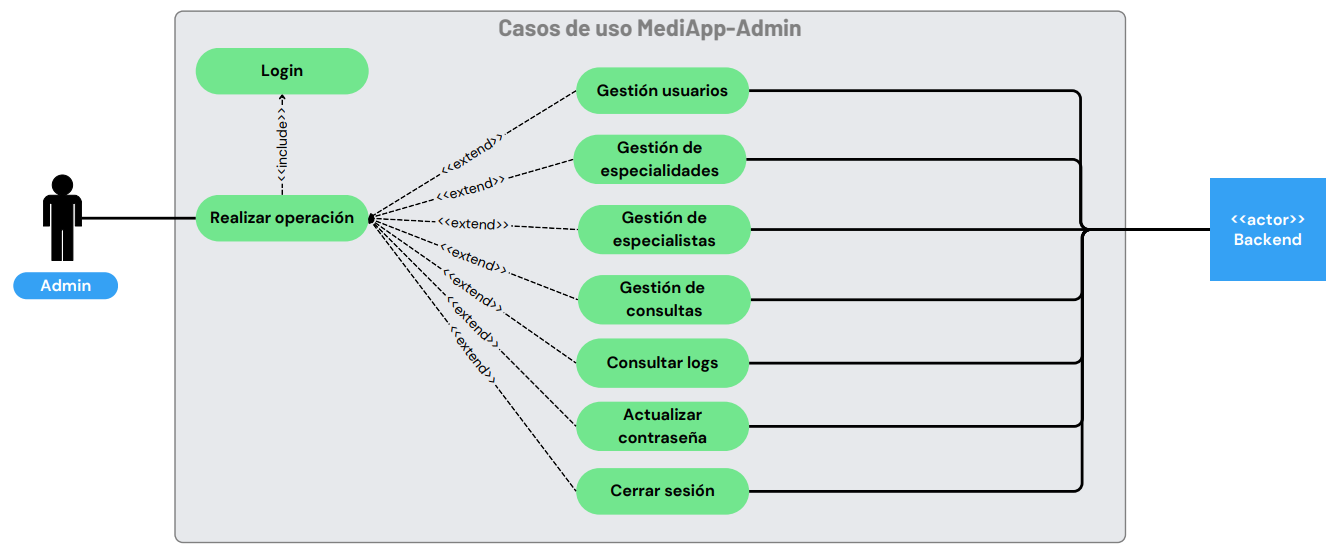 Casos de uso MediApp-Admin
Login
<<include>>
Realizar operación
Admin
<<extend>>
<<extend>>
<<extend>>
<<extend>>
<<extend>>
<<extend>>
<<extend>>
Gestión usuarios
Gestión de
especialidades
Gestión de
especialistas
Gestión de
consultas
Consultar logs
Actualizar
contraseña
Cerrar sesión
<<actor>>
Backend